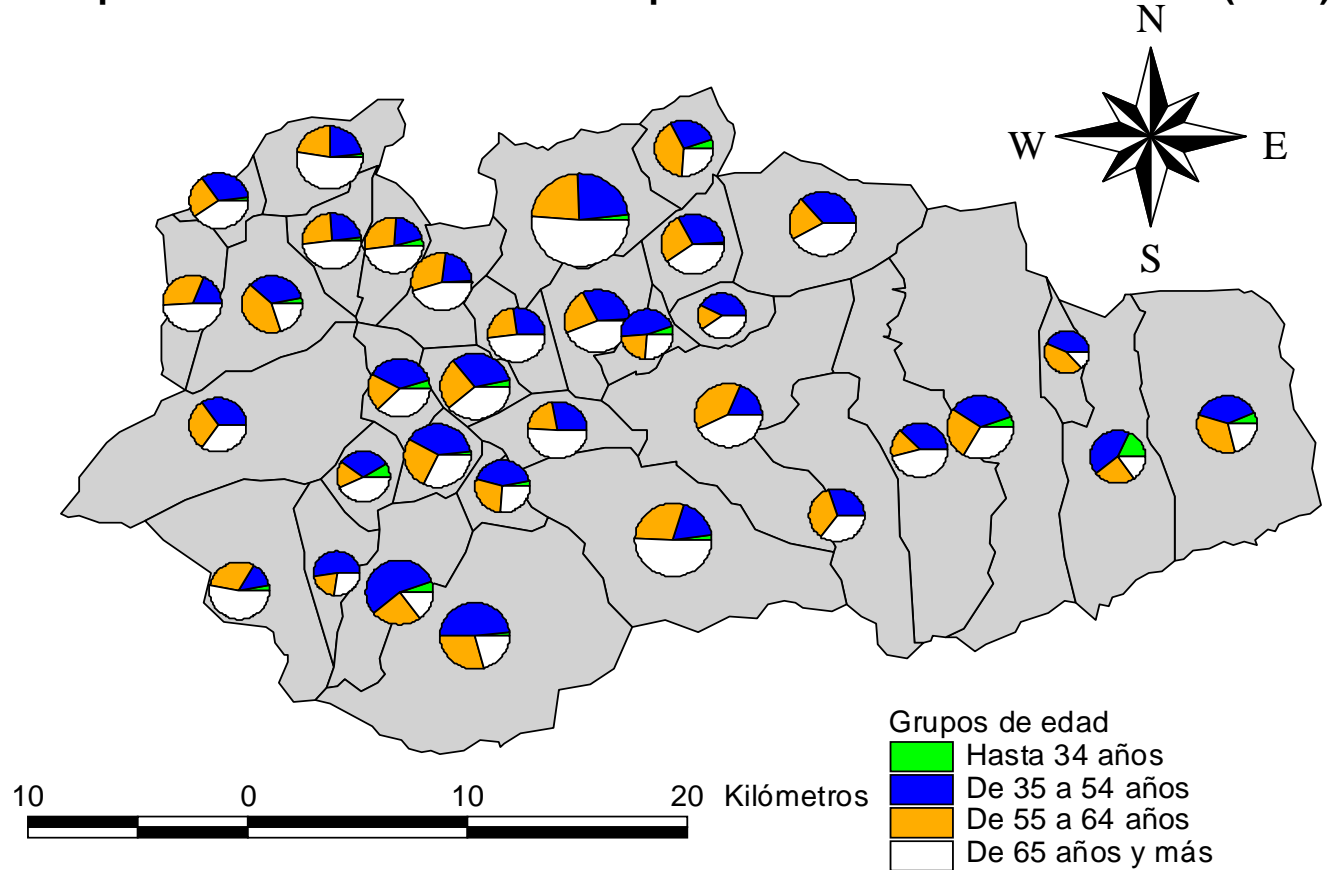 N
W E
S
Grupos de edad
Hasta 34 años
De 35 a 54 años
De 55 a 64 años
De 65 años y más
10 0 10 20 Kilómetros